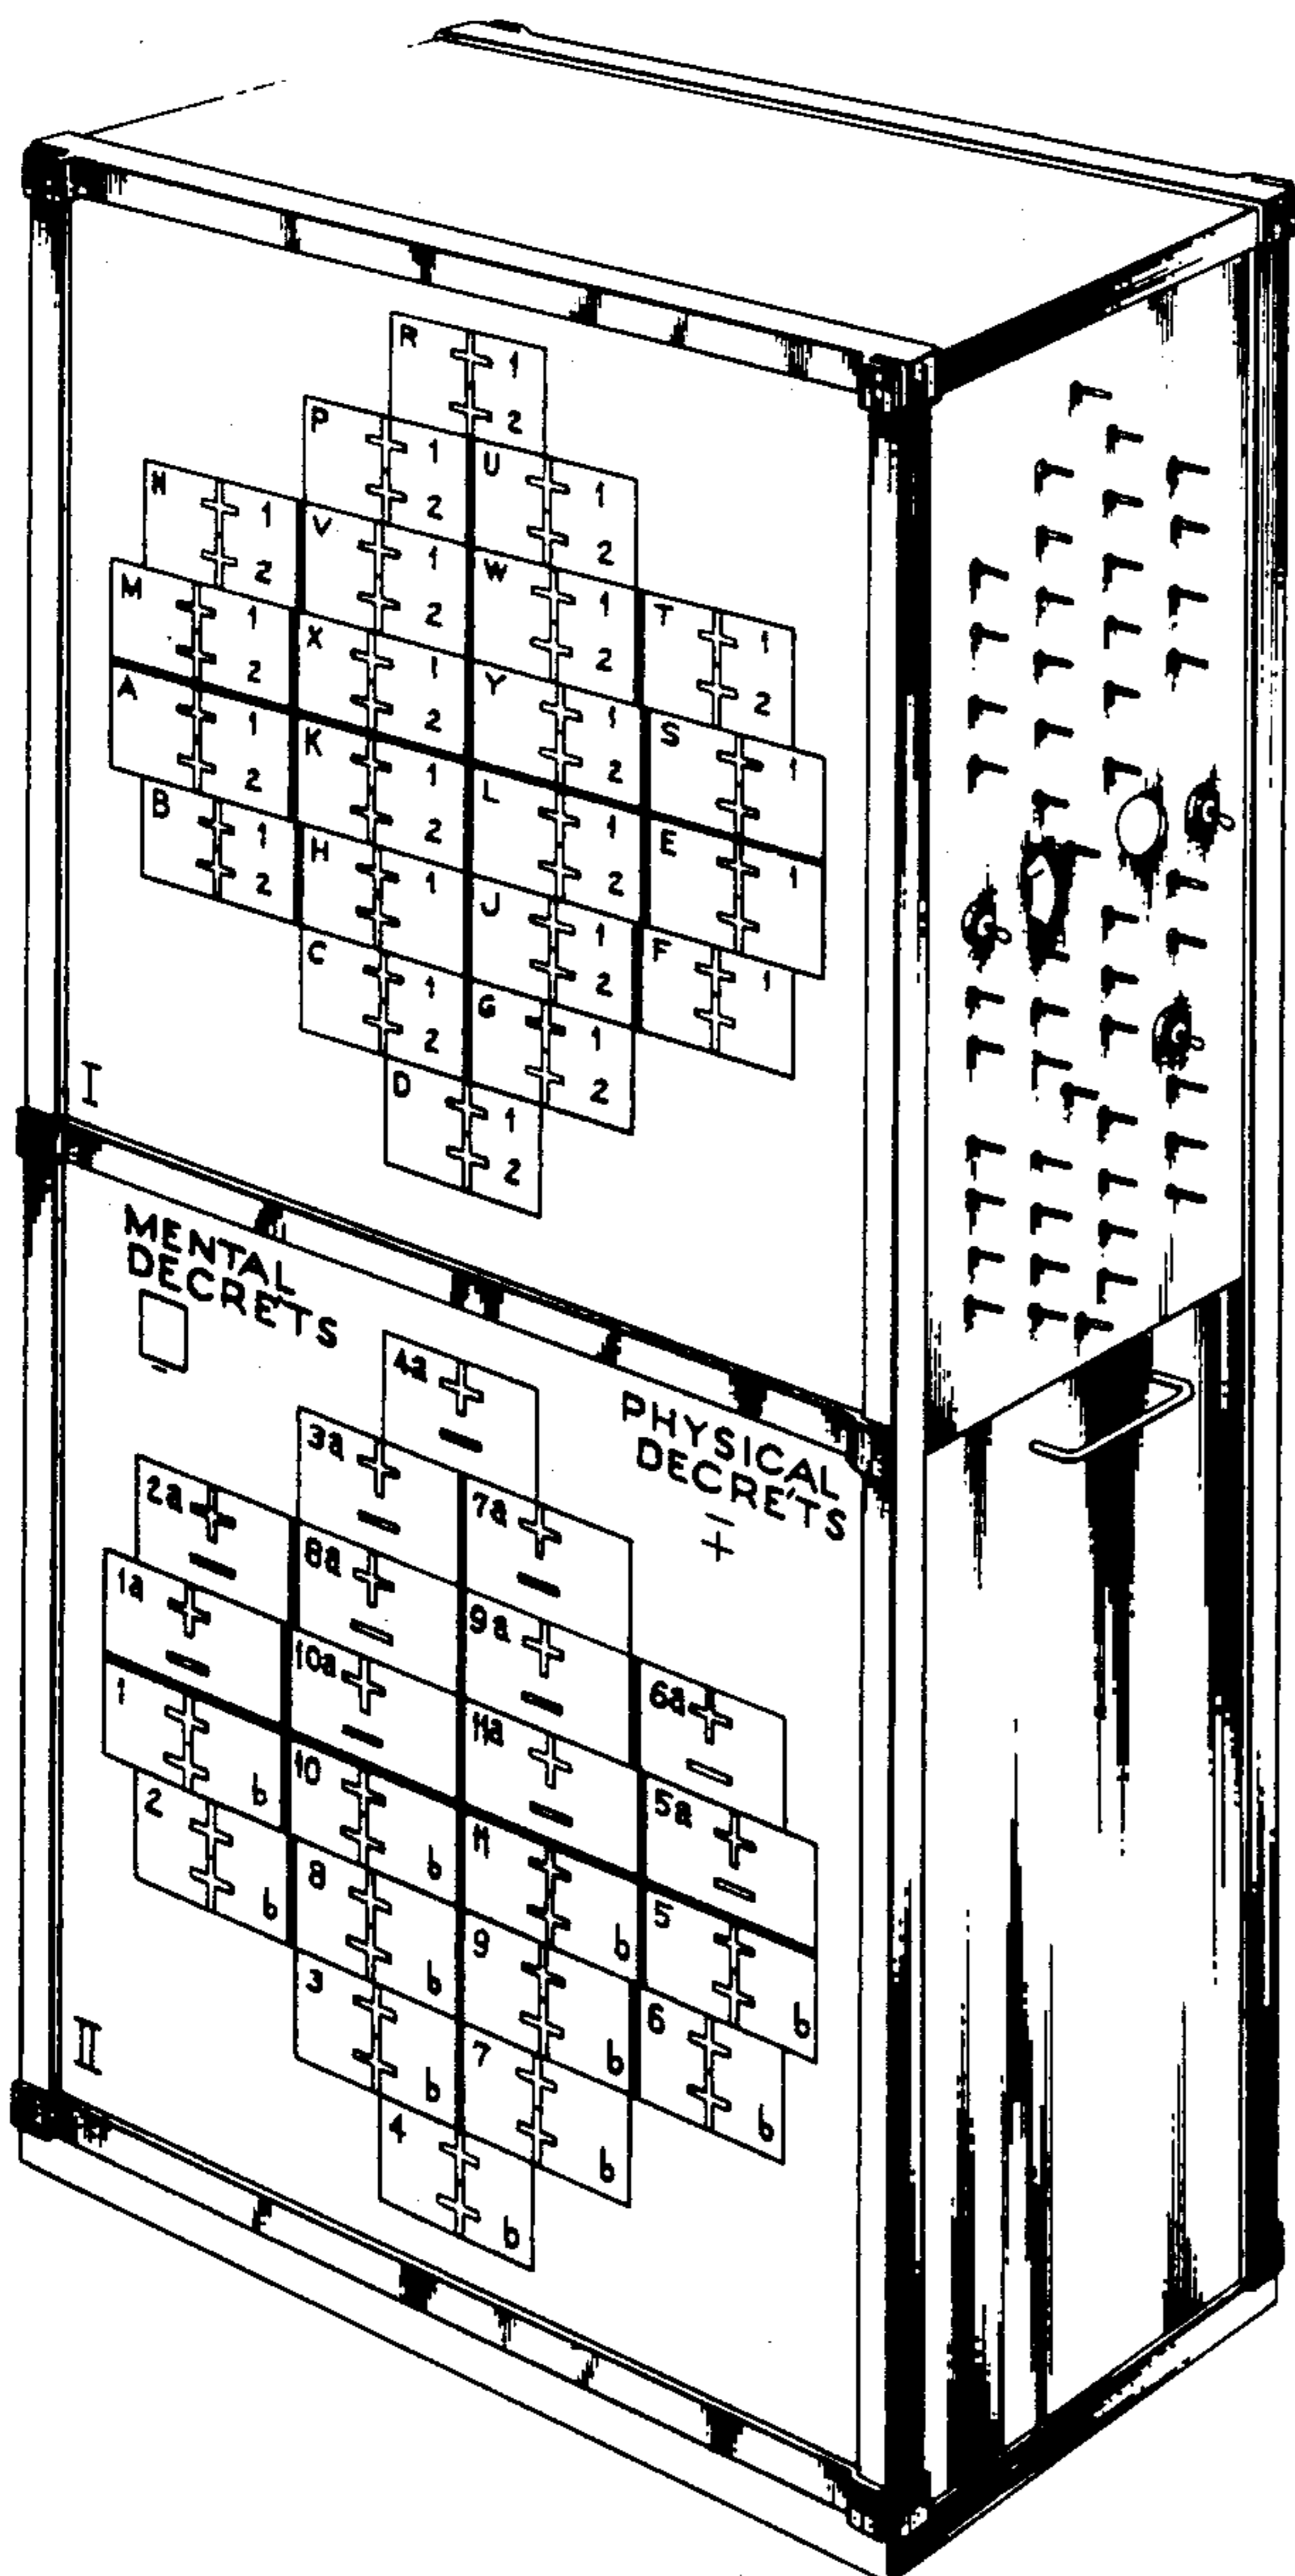 R 1
2
P 1
2
U 1
2
N 1
2
V 1
2
W 1
2
T 1
2
M 1
2
X 1
2
Y 1
2
S 1
A 1
2
K 1
2
L 1
2
E 1
B 1
2
H 1
J 1
2
F 1
C 1
2
G 1
2
D 1
2
I
MENTAL
DECRÉTS
PHYSICAL
DECRÉTS
+
4a
3a
7a
2a
8a
9a
6a
1a
10a
11a
5a
1 b
10 b
11 b
5 b
2 b
8 b
9 b
6 b
3 b
7 b
4 b
II